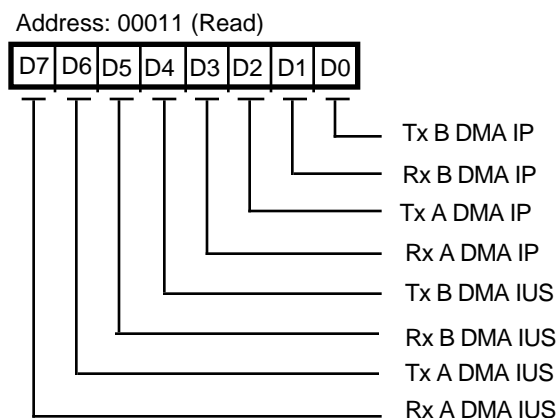 Address: 00011 (Read)
D7 D6 D5 D4 D3 D2 D1 D0
Tx B DMA IP
Rx B DMA IP
Tx A DMA IP
Rx A DMA IP
Tx B DMA IUS
Rx B DMA IUS
Tx A DMA IUS
Rx A DMA IUS